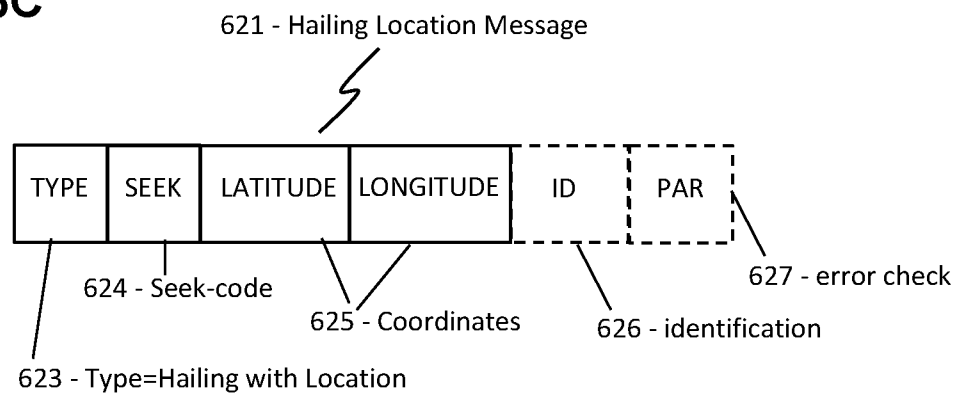 621 - Hailing Location Message
TYPE SEEK LATITUDE LONGITUDE ID PAR
627 - error check
624 - Seek-code
625 - Coordinates
626 - identification
623 - Type=Hailing with Location